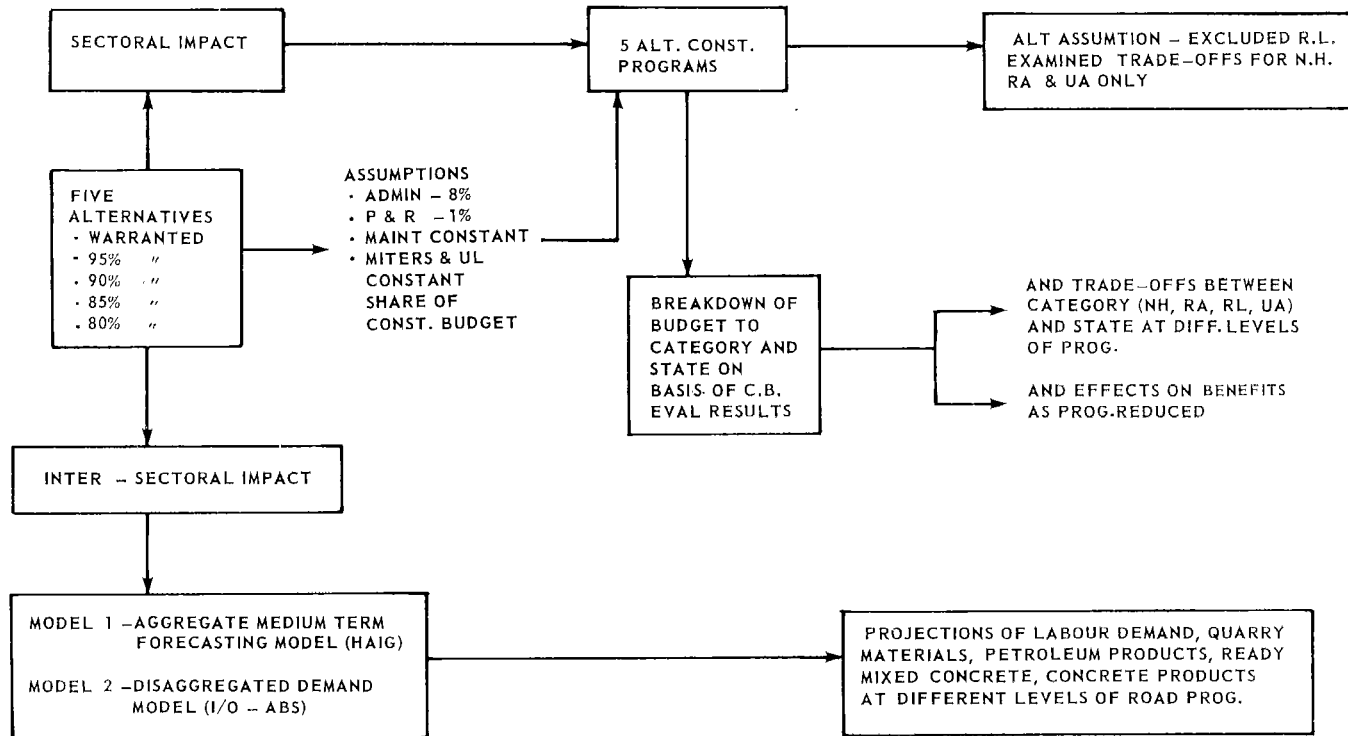 SECTORAL IMPACT
5 ALT. CONST.
PROGRAMS
ALT ASSUMTION – EXCLUDED R.L.
EXAMINED TRADE-OFFS FOR N.H.
RA & UA ONLY
FIVE
ALTERNATIVES
· WARRANTED
· 95% "
· 90% "
· 85% "
· 80% "
ASSUMPTIONS
· ADMIN – 8%
· P & R – 1%
· MAINT CONSTANT
· MITERS & UL
CONSTANT
SHARE OF
CONST. BUDGET
BREAKDOWN OF
BUDGET TO
CATEGORY AND
STATE ON
BASIS OF C.B.
EVAL RESULTS
AND TRADE-OFFS BETWEEN
CATEGORY (NH, RA, RL, UA)
AND STATE AT DIFF. LEVELS
OF PROG.
AND EFFECTS ON BENEFITS
AS PROG. REDUCED
INTER – SECTORAL IMPACT
MODEL 1 – AGGREGATE MEDIUM TERM
FORECASTING MODEL (HAIG)
MODEL 2 – DISAGGREGATED DEMAND
MODEL (I/O – ABS)
PROJECTIONS OF LABOUR DEMAND, QUARRY
MATERIALS, PETROLEUM PRODUCTS, READY
MIXED CONCRETE, CONCRETE PRODUCTS
AT DIFFERENT LEVELS OF ROAD PROG.